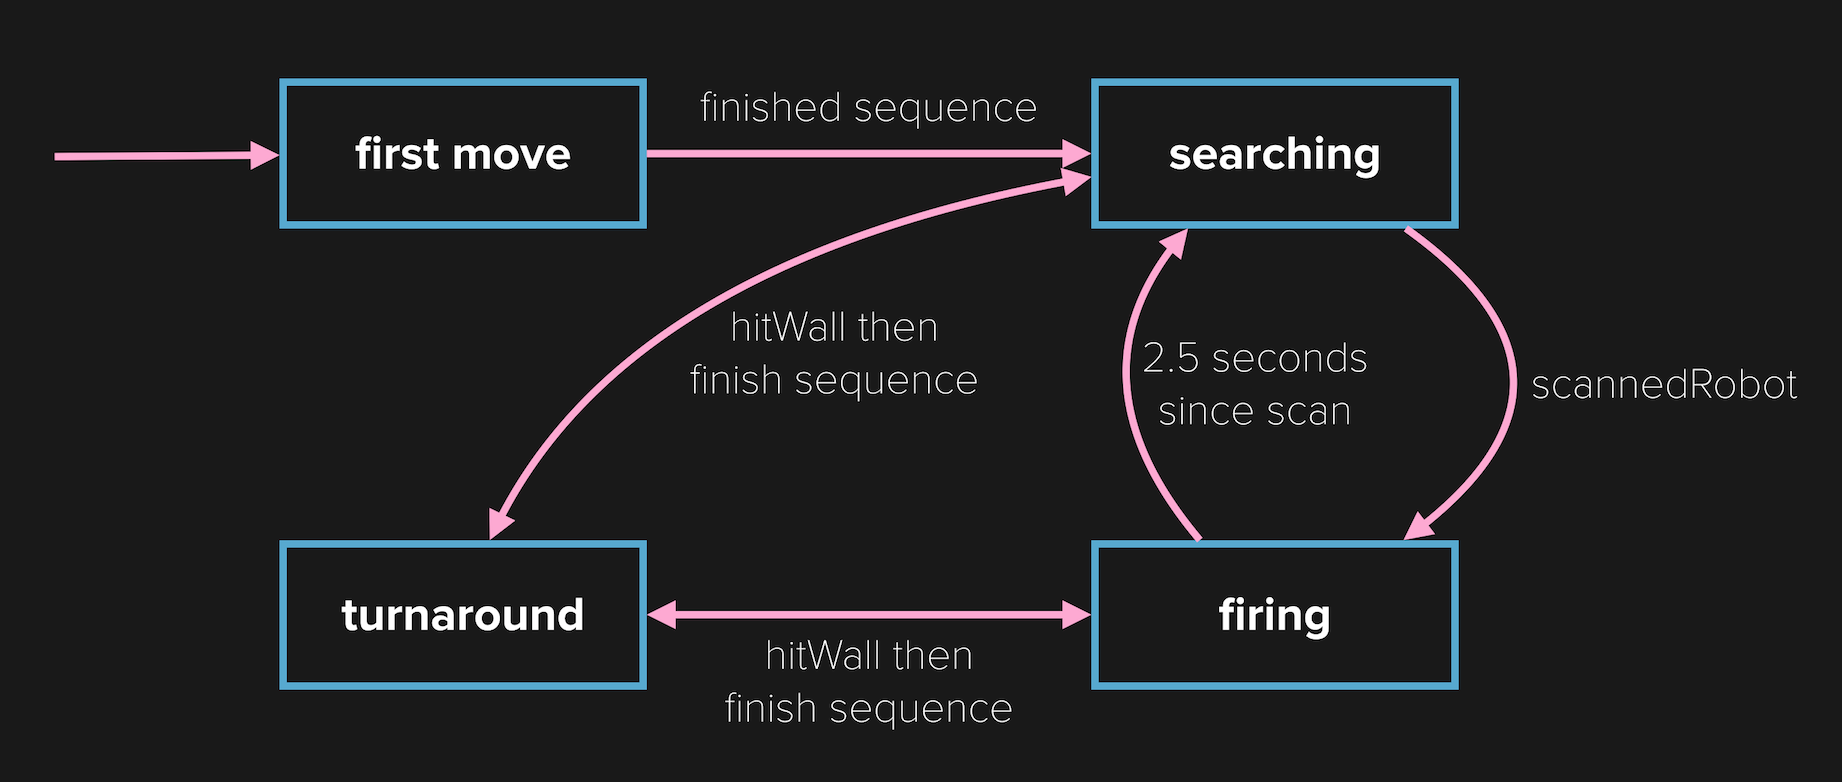 first move
finished sequence
searching
hitWall then
finish sequence
2.5 seconds
since scan
scannedRobot
turnaround
hitWall then
finish sequence
firing